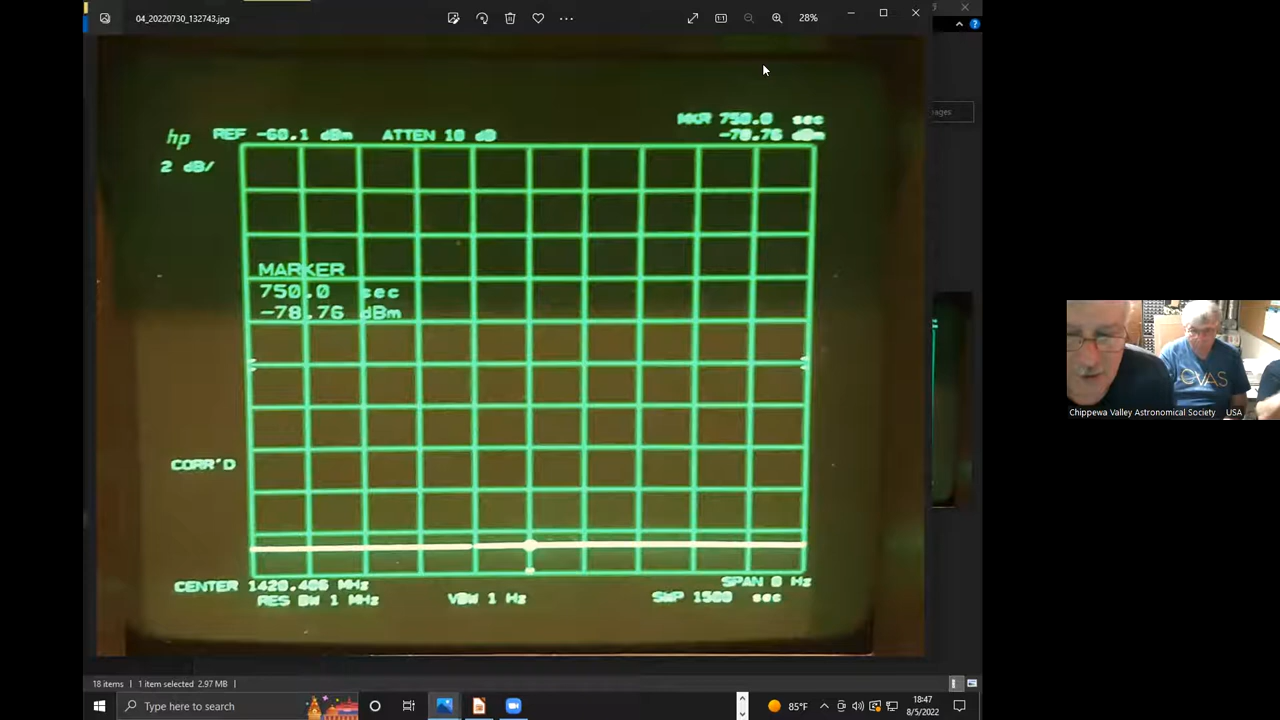 04_20220730_132743.jpg
28%
ages
hp
REF -60.1 dBm ATTEN 10 dB
MKR 750.0 sec
-78.76 dBm
2 dB/
MARKER
750.0 sec
-78.76 dBm
CORR'D
CENTER 1420.406 MHz
SPAN 0 Hz
RES BW 1 MHz
VBW 1 Hz
SWP 1500 sec
CVAS
Chippewa Valley Astronomical Society USA
18 items
1 item selected 2.97 MB
Type here to search
85°F
18:47
8/5/2022